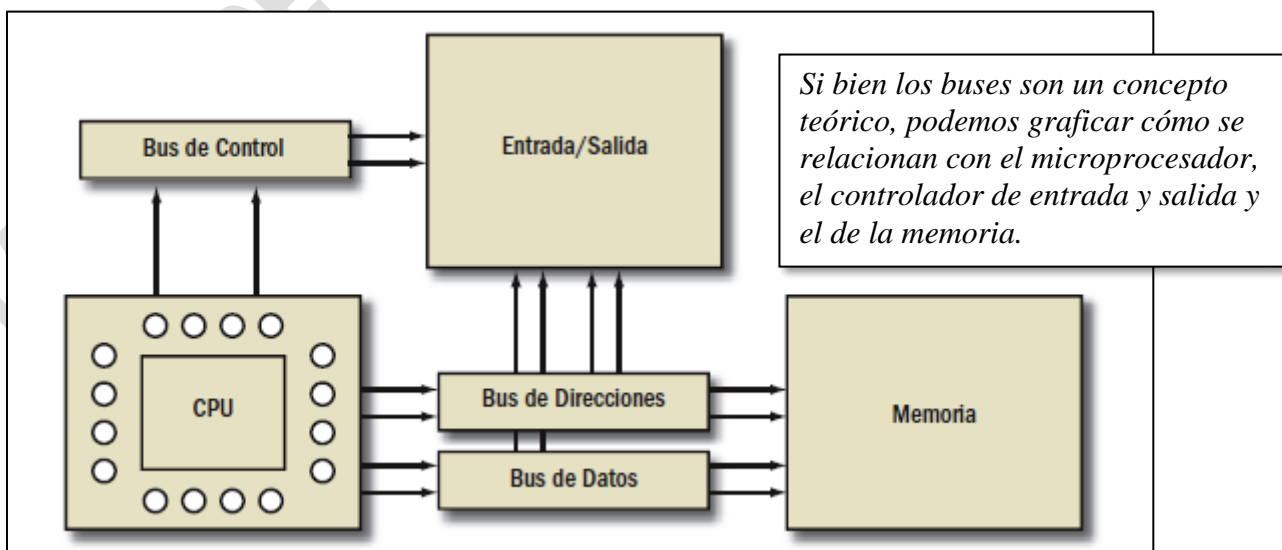 Bus de Control
Entrada/Salida
Si bien los buses son un concepto
teórico, podemos graficar cómo se
relacionan con el microprocesador,
el controlador de entrada y salida y
el de la memoria.
CPU
Bus de Direcciones
Bus de Datos
Memoria